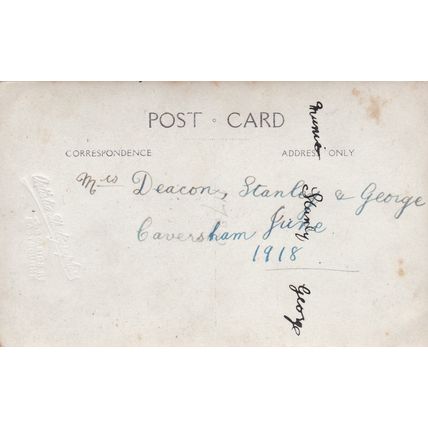 POST CARD
CORRESPONDENCE
ADDRESS ONLY
Mrs Deacon, Stanley & George
Caversham June
1918
Stanley George